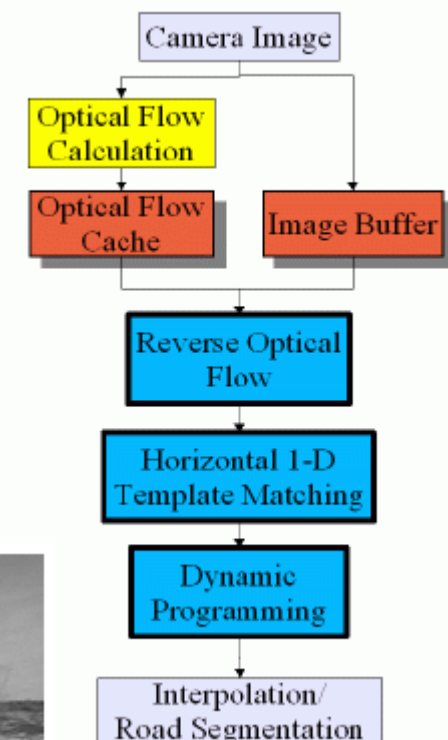 Camera Image
Optical Flow
Calculation
Optical Flow
Cache
Image Buffer
Reverse Optical
Flow
Horizontal 1-D
Template Matching
Dynamic
Programming
Interpolation/
Road Segmentation